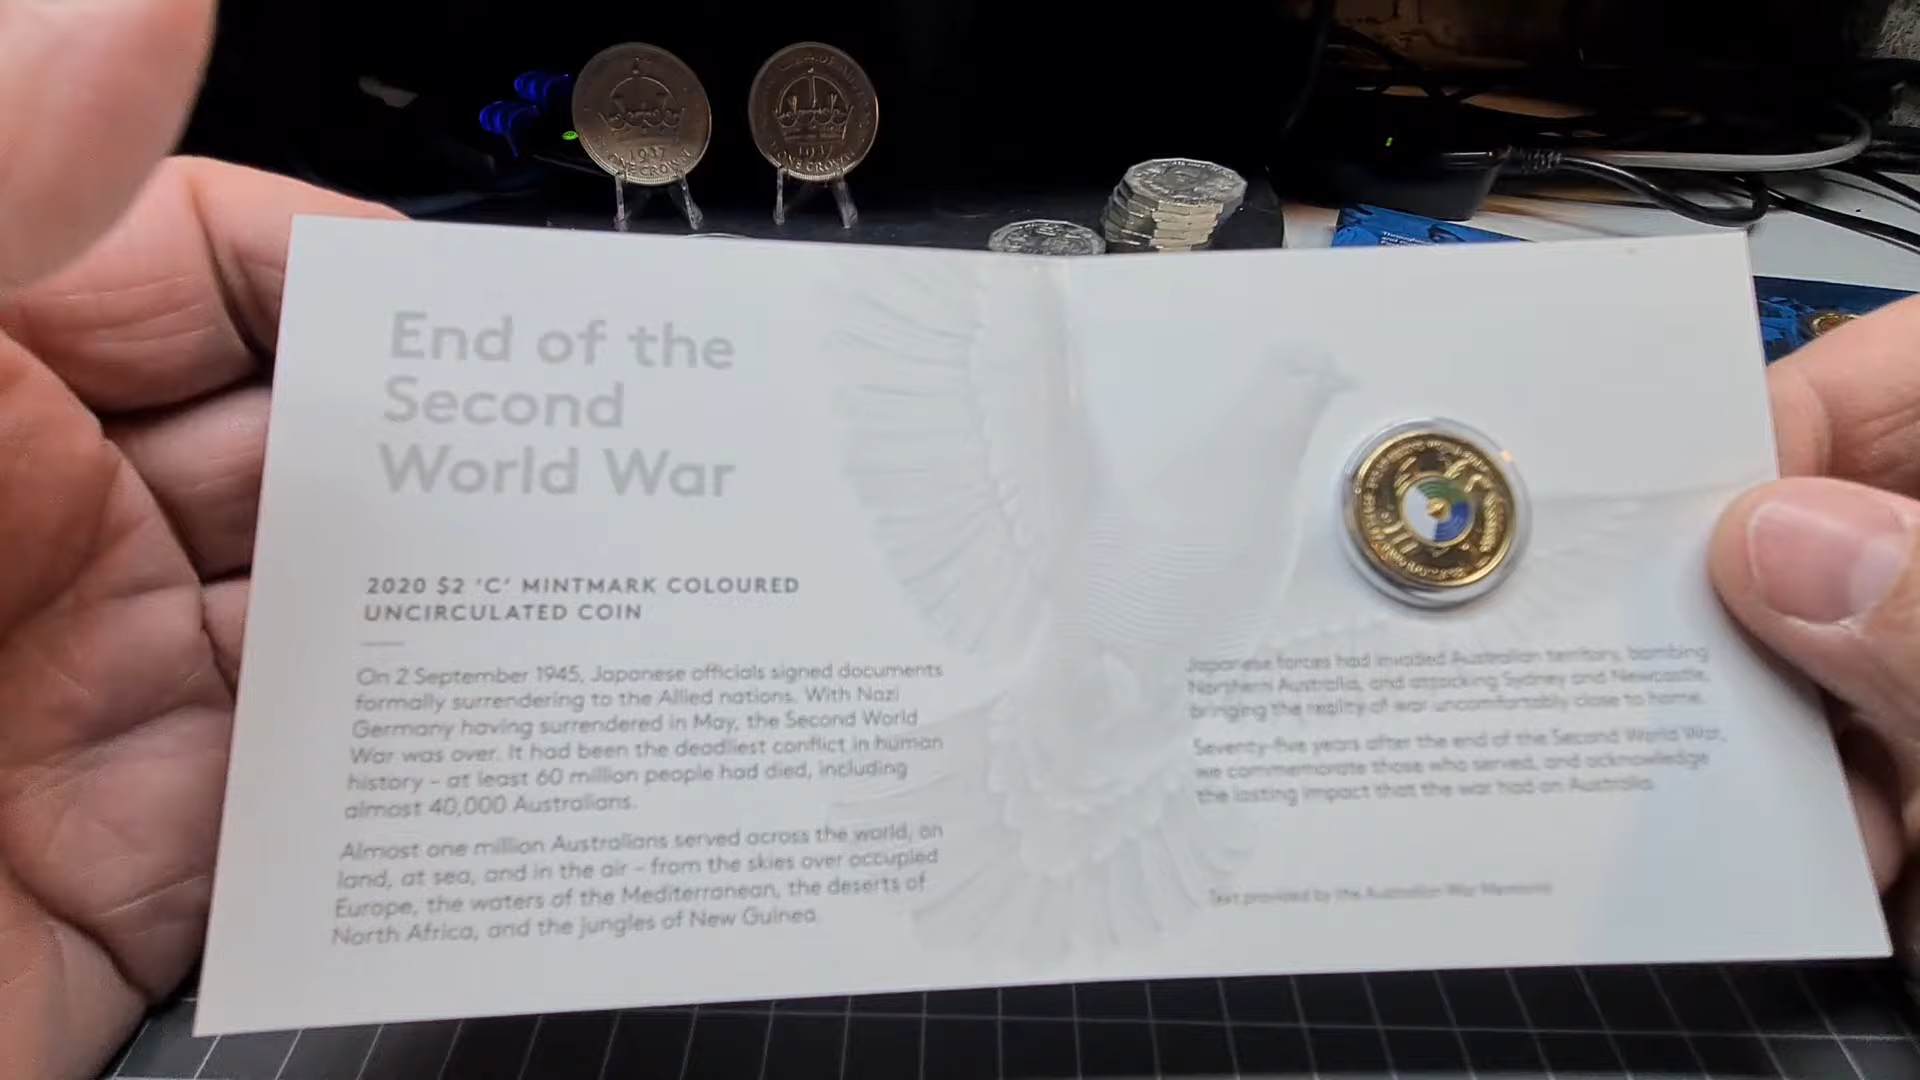 1937
ONE CROWN
1937
ONE CROWN
End of the
Second
World War
2020 $2 'C' MINTMARK COLOURED
UNCIRCULATED COIN
On 2 September 1945, Japanese officials signed documents
formally surrendering to the Allied nations. With Nazi
Germany having surrendered in May, the Second World
War was over. It had been the deadliest conflict in human
history – at least 60 million people had died, including
almost 40,000 Australians.
Almost one million Australians served across the world, on
land, at sea, and in the air – from the skies over occupied
Europe, the waters of the Mediterranean, the deserts of
North Africa, and the jungles of New Guinea.
Japanese forces had invaded Australian territory, bombing
Northern Australia, and attacking Sydney and Newcastle,
bringing the reality of war uncomfortably close to home.
Seventy-five years after the end of the Second World War,
we commemorate those who served, and acknowledge
the lasting impact that the war had on Australia.
Text provided by the Australian War Memorial